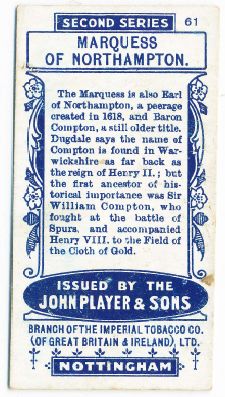 SECOND SERIES 61
MARQUESS
OF NORTHAMPTON.
The Marquess is also Earl
of Northampton, a peerage
created in 1618, and Baron
Compton, a still older title.
Dugdale says the name of
Compton is found in War-
wickshire as far back as
the reign of Henry II.; but
the first ancestor of his-
torical importance was Sir
William Compton, who
fought at the battle of
Spurs, and accompanied
Henry VIII. to the Field of
the Cloth of Gold.
ISSUED BY THE
JOHN PLAYER & SONS
BRANCH OF THE IMPERIAL TOBACCO CO.
(OF GREAT BRITAIN & IRELAND), LTD.
NOTTINGHAM